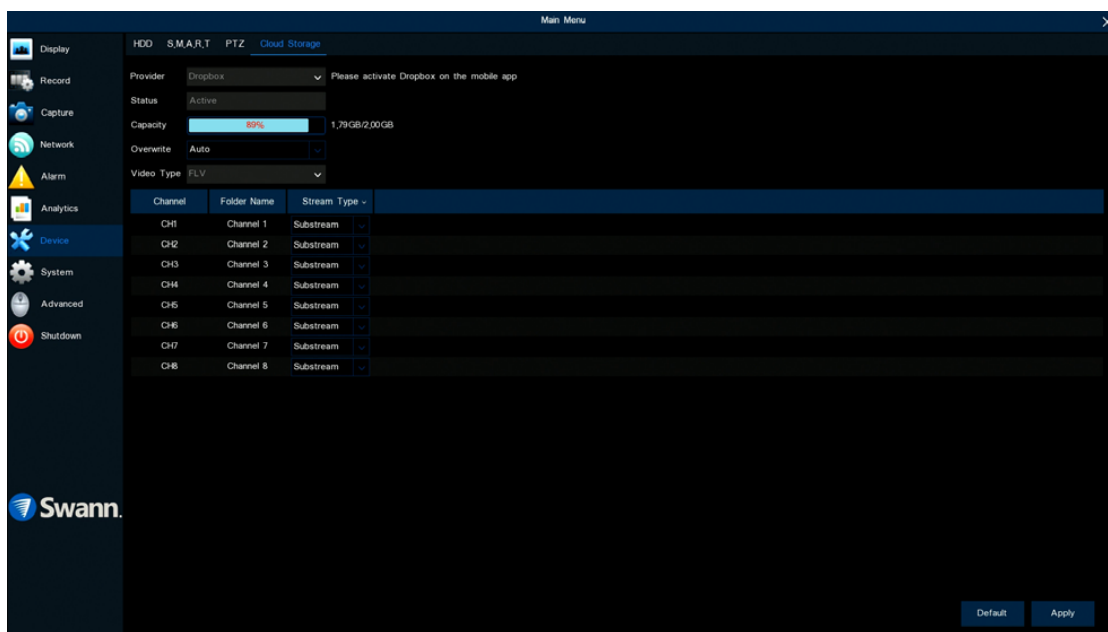 Main Menu
X
Display
Record
Capture
Network
Alarm
Analytics
Device
System
Advanced
Shutdown
Swann.
HDD S,M,A,R,T PTZ Cloud Storage
Provider Dropbox Please activate Dropbox on the mobile app
Status Active
Capacity 89% 1,79GB/2,00GB
Overwrite Auto
Video Type FLV
Channel Folder Name Stream Type
CH1 Channel 1 Substream
CH2 Channel 2 Substream
CH3 Channel 3 Substream
CH4 Channel 4 Substream
CH5 Channel 5 Substream
CH6 Channel 6 Substream
CH7 Channel 7 Substream
CH8 Channel 8 Substream
Default Apply